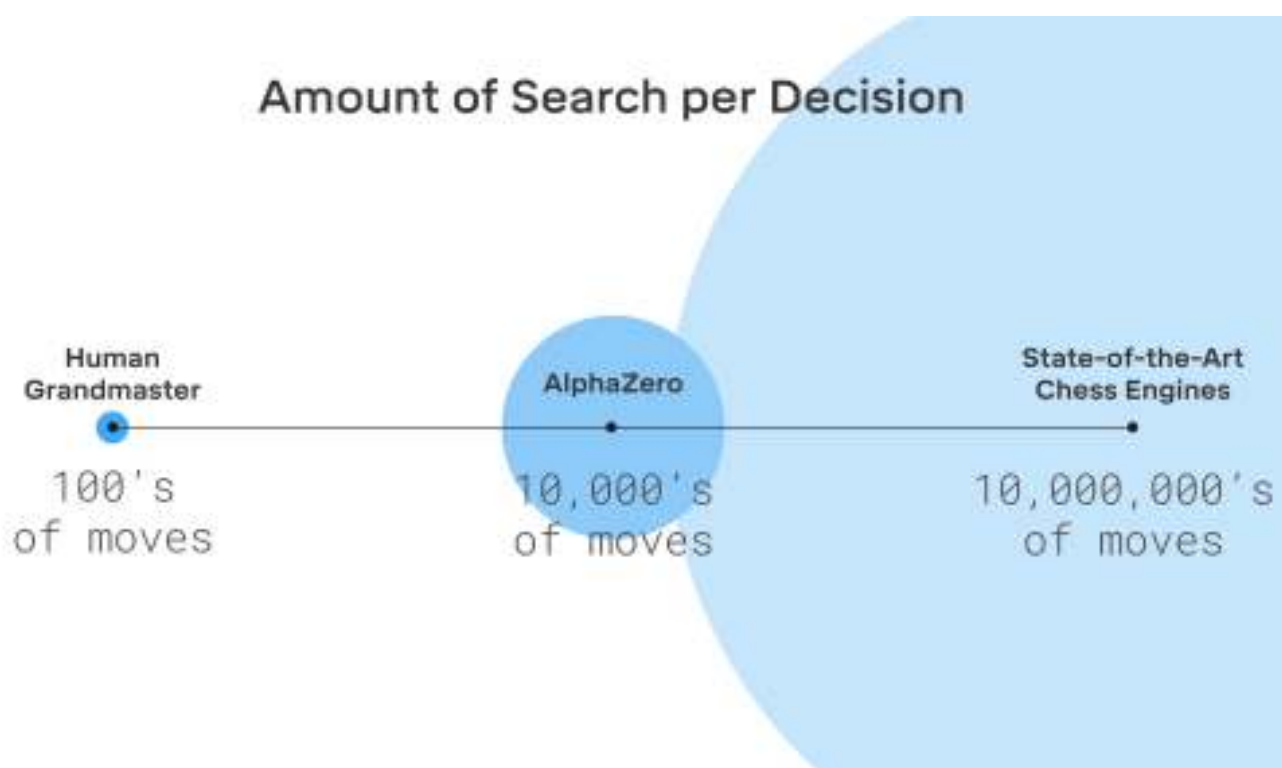 Amount of Search per Decision
Human
Grandmaster
100's
of moves
AlphaZero
10,000's
of moves
State-of-the-Art
Chess Engines
10,000,000's
of moves